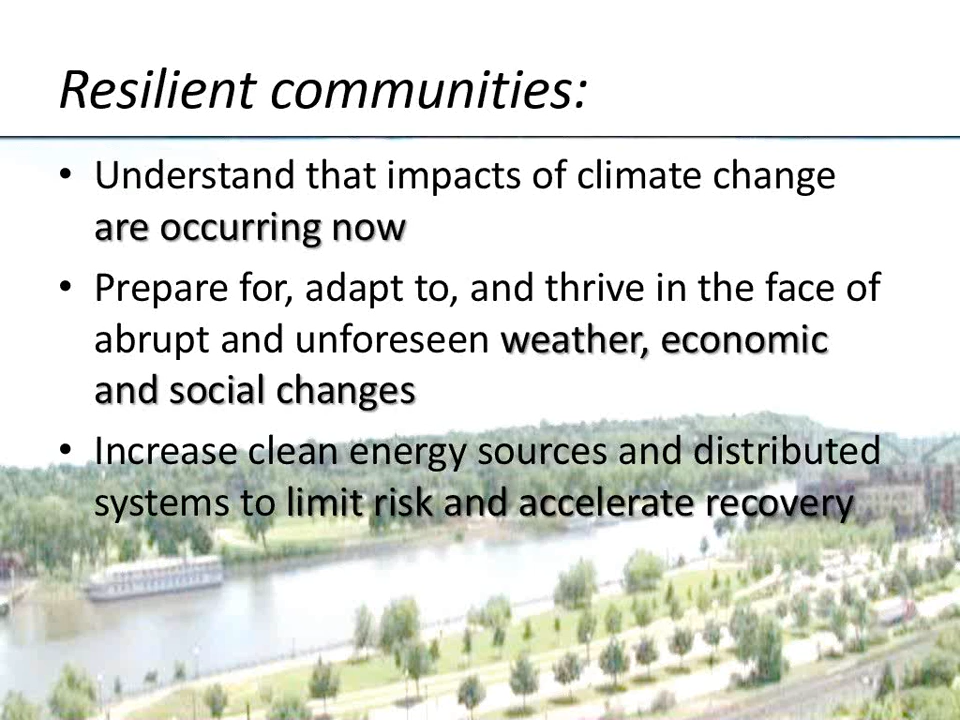 Resilient communities:
• Understand that impacts of climate change
are occurring now
• Prepare for, adapt to, and thrive in the face of
abrupt and unforeseen weather, economic
and social changes
• Increase clean energy sources and distributed
systems to limit risk and accelerate recovery